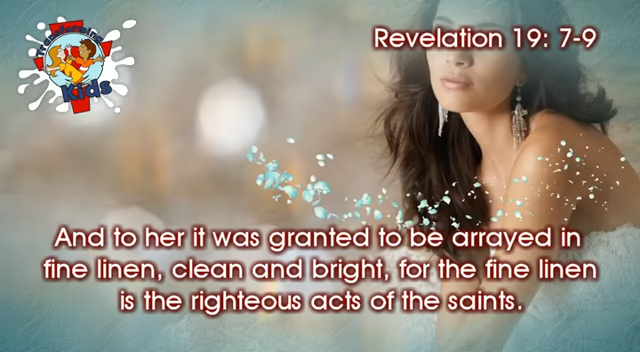 Transforming
Kids
Revelation 19: 7-9
And to her it was granted to be arrayed in
fine linen, clean and bright, for the fine linen
is the righteous acts of the saints.